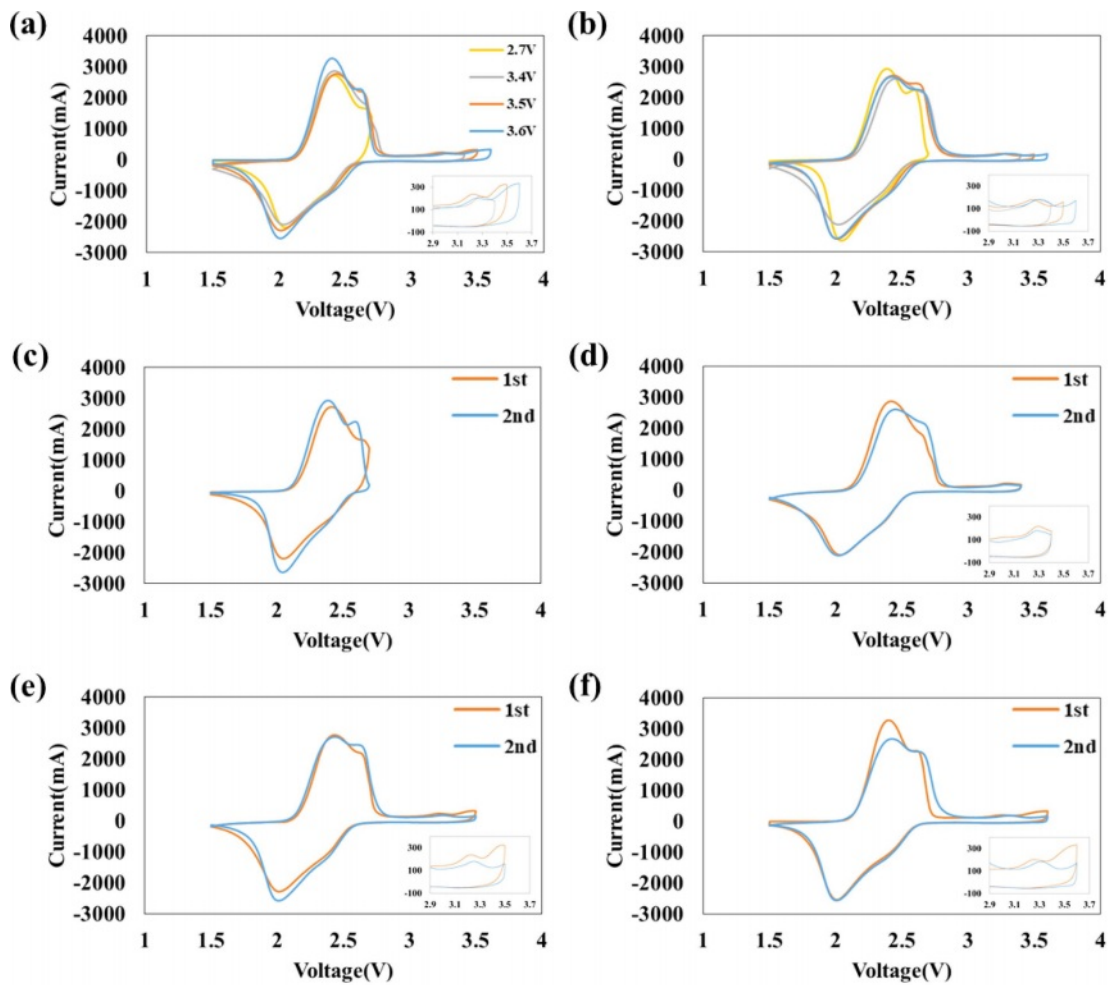 (a)
4000
3000
2000
1000
0
-1000
-2000
-3000
Current(mA)
2.7V
3.4V
3.5V
3.6V
300
100
-100
2.9 3.1 3.3 3.5 3.7
1 1.5 2 2.5 3 3.5 4
Voltage(V)
(b)
4000
3000
2000
1000
0
-1000
-2000
-3000
Current(mA)
300
100
-100
2.9 3.1 3.3 3.5 3.7
1 1.5 2 2.5 3 3.5 4
Voltage(V)
(c)
4000
3000
2000
1000
0
-1000
-2000
-3000
Current(mA)
1st
2nd
1 1.5 2 2.5 3 3.5 4
Voltage(V)
(d)
4000
3000
2000
1000
0
-1000
-2000
-3000
Current(mA)
1st
2nd
300
100
-100
2.9 3.1 3.3 3.5 3.7
1 1.5 2 2.5 3 3.5 4
Voltage(V)
(e)
4000
3000
2000
1000
0
-1000
-2000
-3000
Current(mA)
1st
2nd
300
100
-100
2.9 3.1 3.3 3.5 3.7
1 1.5 2 2.5 3 3.5 4
Voltage(V)
(f)
4000
3000
2000
1000
0
-1000
-2000
-3000
Current(mA)
1st
2nd
300
100
-100
2.9 3.1 3.3 3.5 3.7
1 1.5 2 2.5 3 3.5 4
Voltage(V)